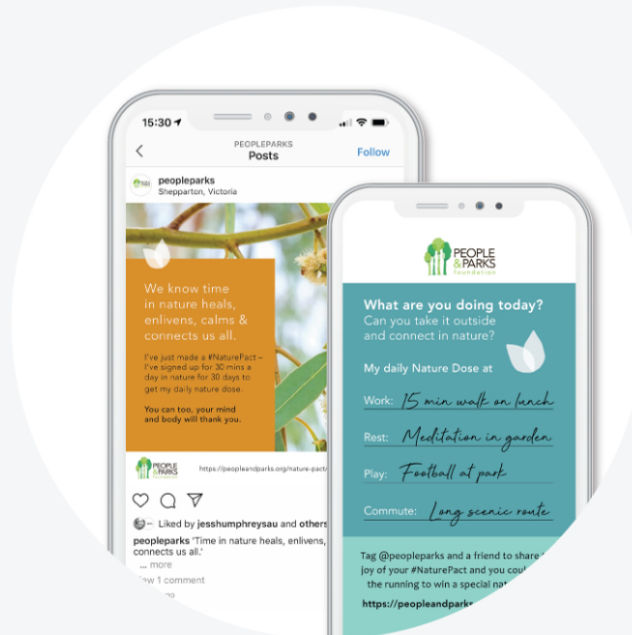 15:30
PEOPLEPARKS
Posts
Follow
peopleparks
Shepparton, Victoria
We know time
in nature heals,
enlivens, calms &
connects us all.
I've just made a #NaturePact –
I've signed up for 30 mins a
day in nature for 30 days to
get my daily nature dose.
You can too, your mind
and body will thank you.
PEOPLE
&PARKS
https://peopleandparks.org/nature-pact/
Liked by jesshumphreysau and others
peopleparks 'Time in nature heals, enlivens,
connects us all.'
... more
1 comment
PEOPLE
&PARKS
foundation
What are you doing today?
Can you take it outside
and connect in nature?
My daily Nature Dose at
Work: 15 min walk on lunch
Rest: Meditation in garden
Play: Football at park
Commute: Long scenic route
Tag @peopleparks and a friend to share
joy of your #NaturePact and you
the running to win a special
https://peopleandparks